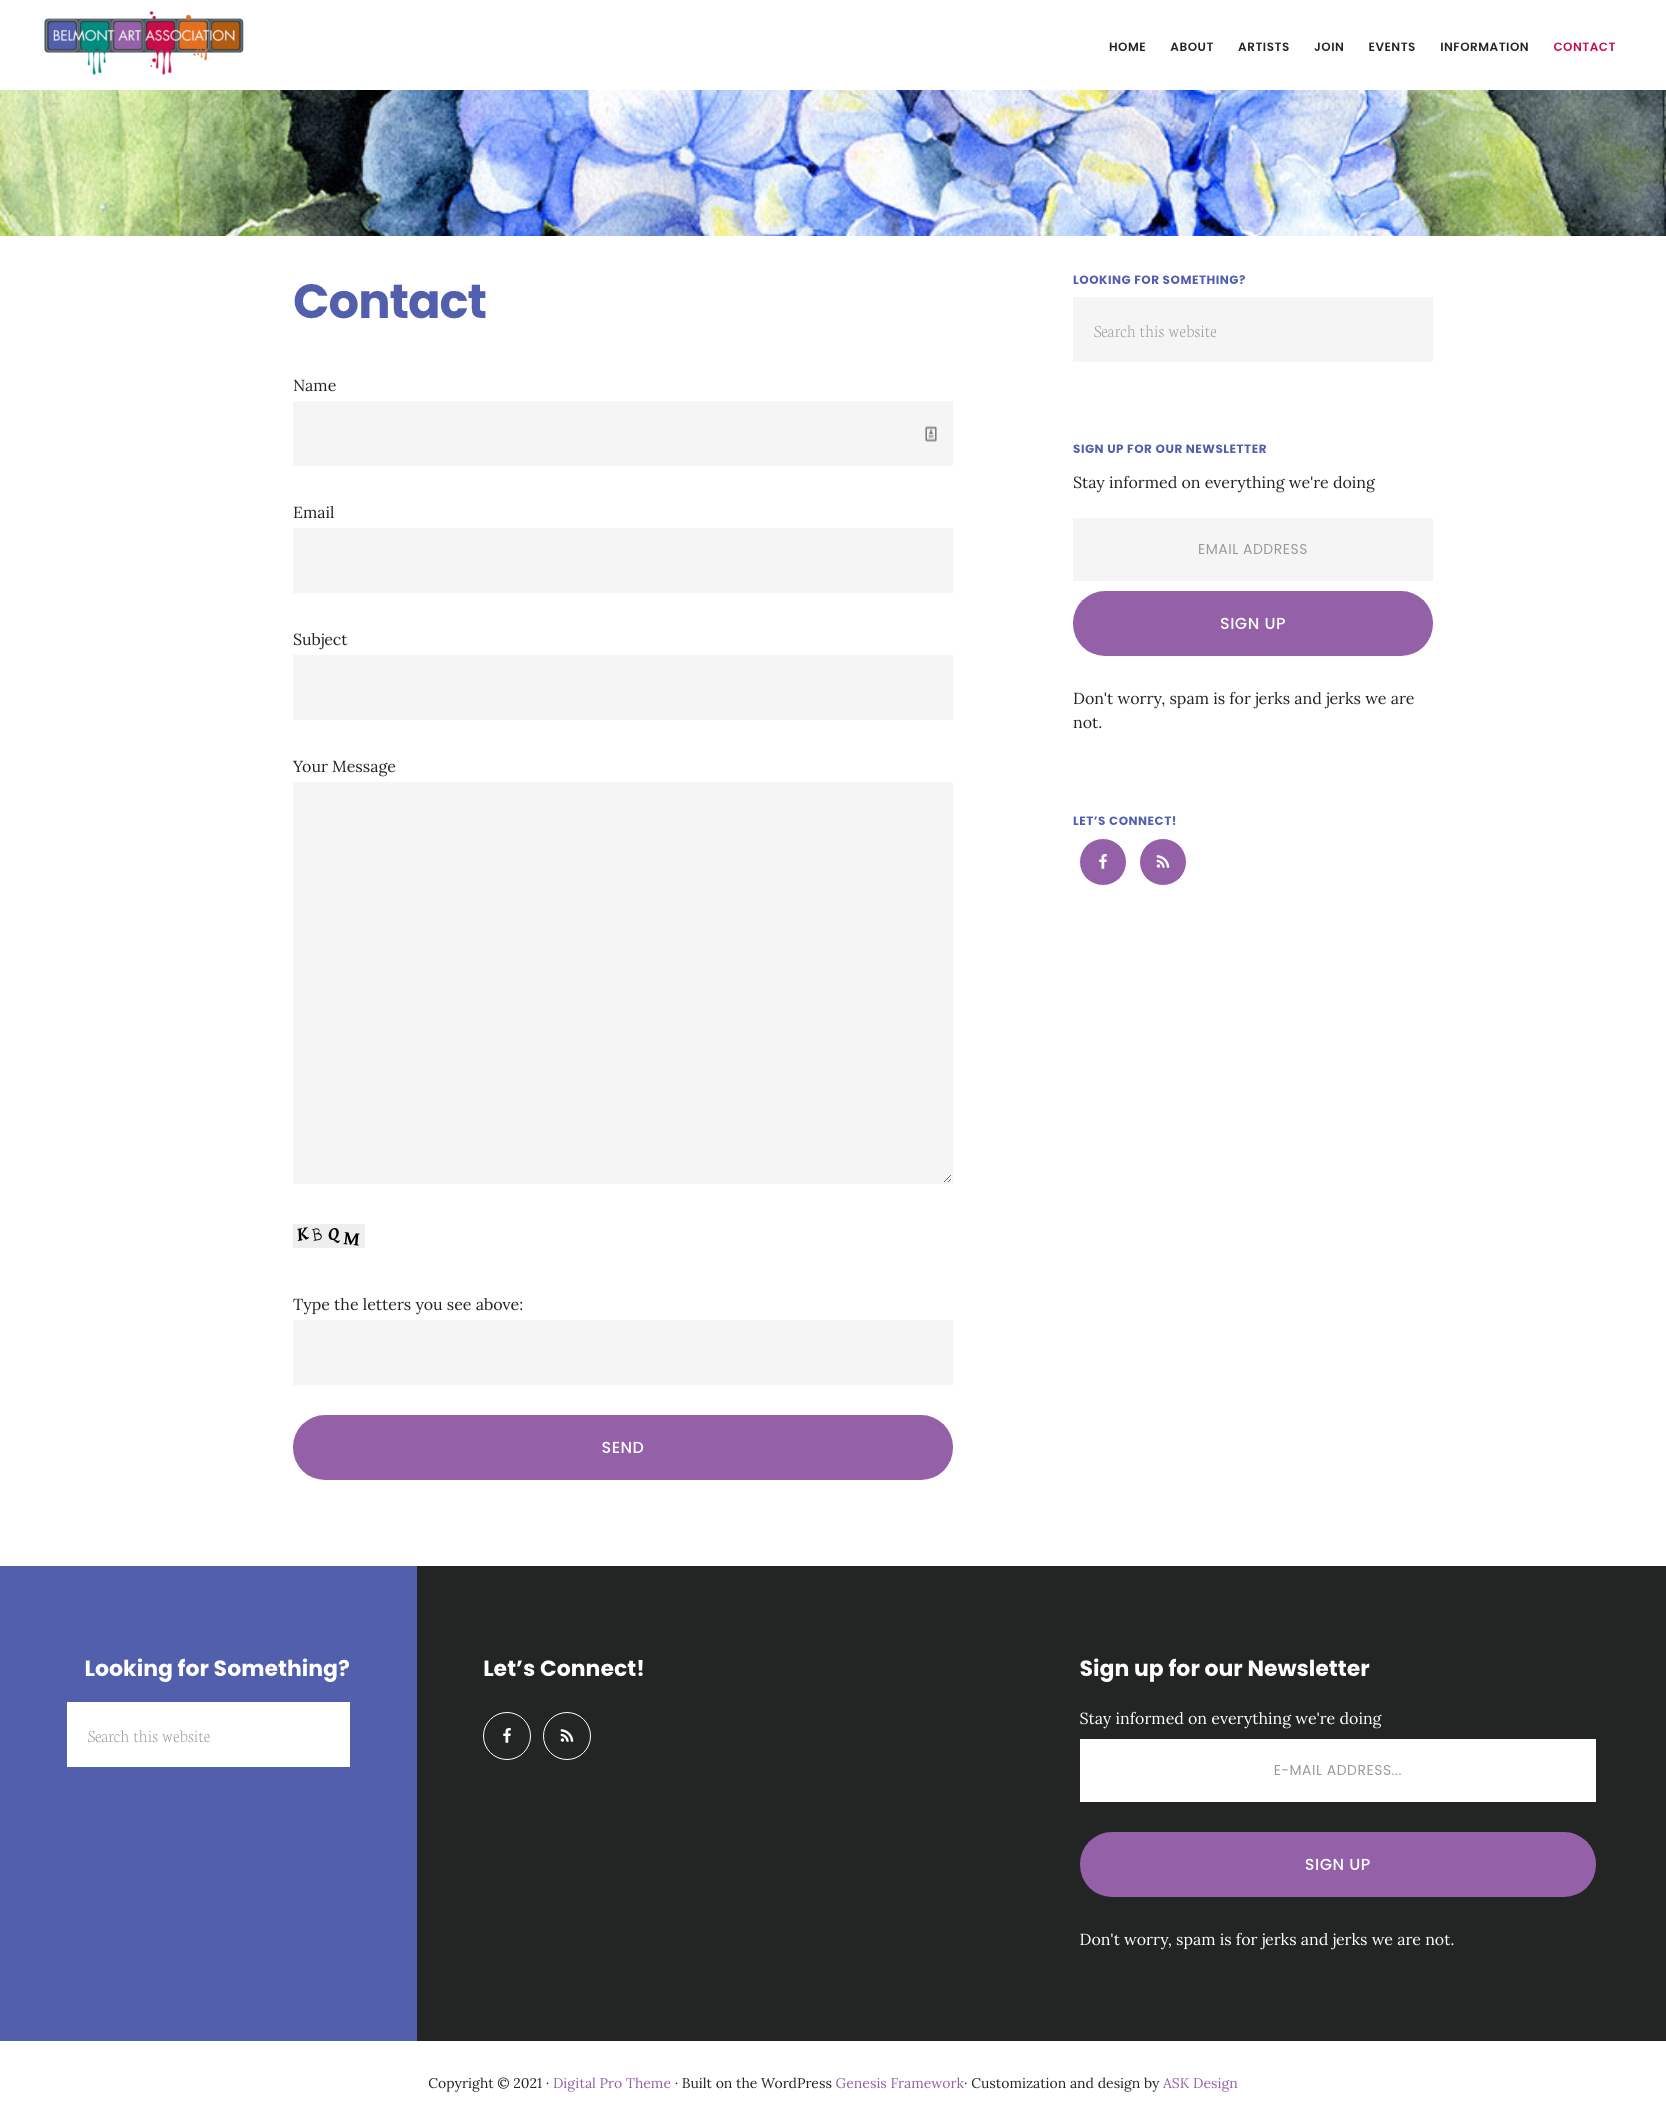 BELMONT ART ASSOCIATION
HOME ABOUT ARTISTS JOIN EVENTS INFORMATION CONTACT
Contact
Name
Email
Subject
Your Message
KBQM
Type the letters you see above:
SEND
LOOKING FOR SOMETHING?
Search this website
SIGN UP FOR OUR NEWSLETTER
Stay informed on everything we're doing
EMAIL ADDRESS
SIGN UP
Don't worry, spam is for jerks and jerks we are
not.
LET’S CONNECT!
Looking for Something?
Search this website
Let’s Connect!
Sign up for our Newsletter
Stay informed on everything we're doing
E-MAIL ADDRESS...
SIGN UP
Don't worry, spam is for jerks and jerks we are not.
Copyright © 2021 · Digital Pro Theme · Built on the WordPress Genesis Framework· Customization and design by ASK Design